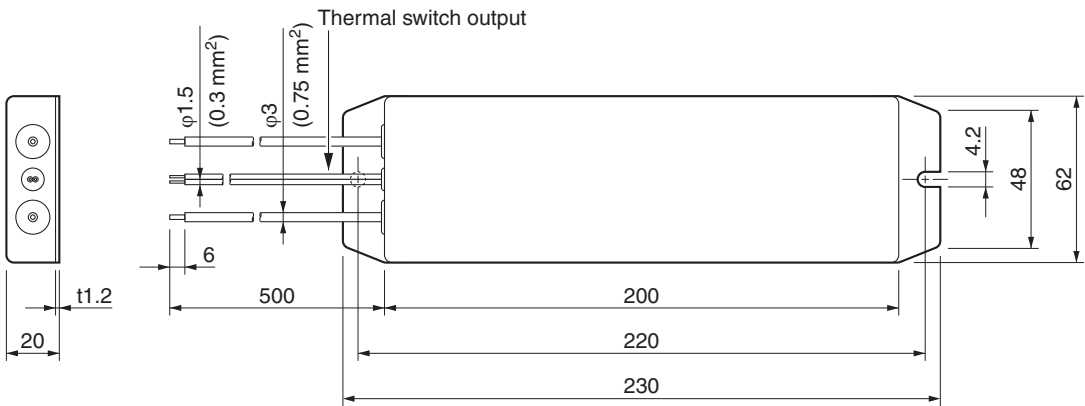 Thermal switch output
φ1.5
(0.3 mm²)
φ3
(0.75 mm²)
4.2
48
62
6
t1.2
500
200
20
220
230